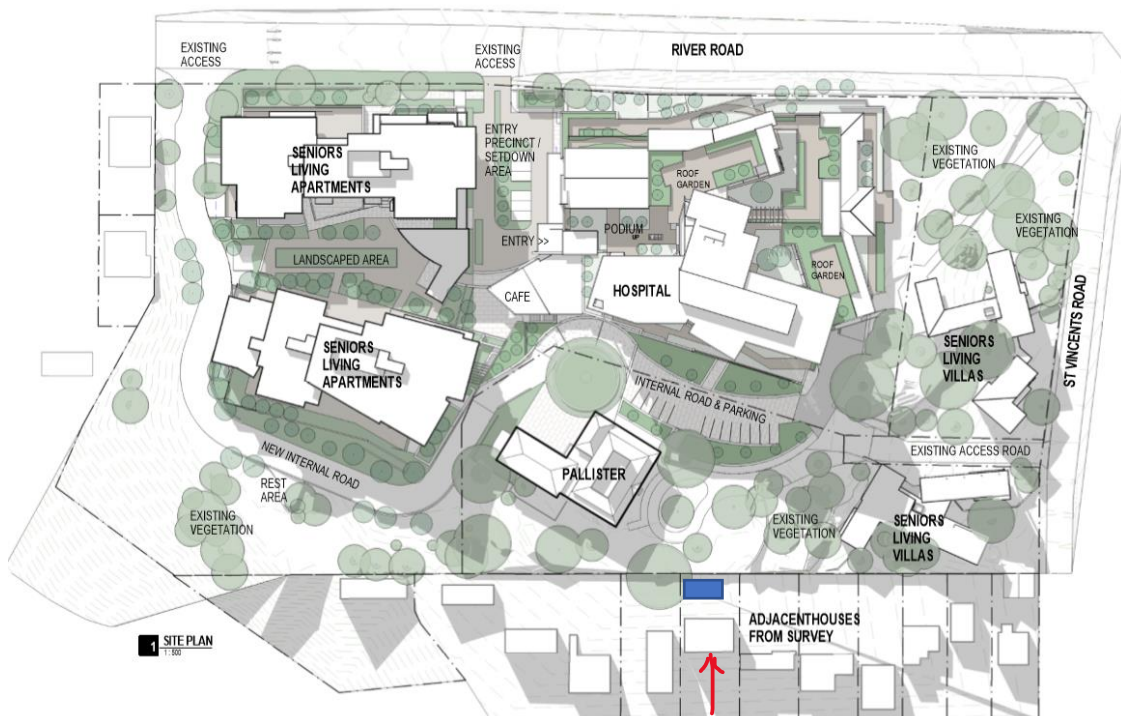 RIVER ROAD
EXISTING
ACCESS
EXISTING
ACCESS
ENTRY
PRECINCT /
SETDOWN
AREA
SENIORS
LIVING
APARTMENTS
ROOF
GARDEN
EXISTING
VEGETATION
EXISTING
VEGETATION
PODIUM
UP
ENTRY >>
LANDSCAPED AREA
ROOF
GARDEN
CAFE
HOSPITAL
ST VINCENTS ROAD
SENIORS
LIVING
APARTMENTS
SENIORS
LIVING
VILLAS
INTERNAL ROAD & PARKING
NEW INTERNAL ROAD
PALLISTER
EXISTING ACCESS ROAD
REST
AREA
EXISTING
VEGETATION
EXISTING
VEGETATION
SENIORS
LIVING
VILLAS
ADJACENTHOUSES
FROM SURVEY
1 SITE PLAN
1 : 500